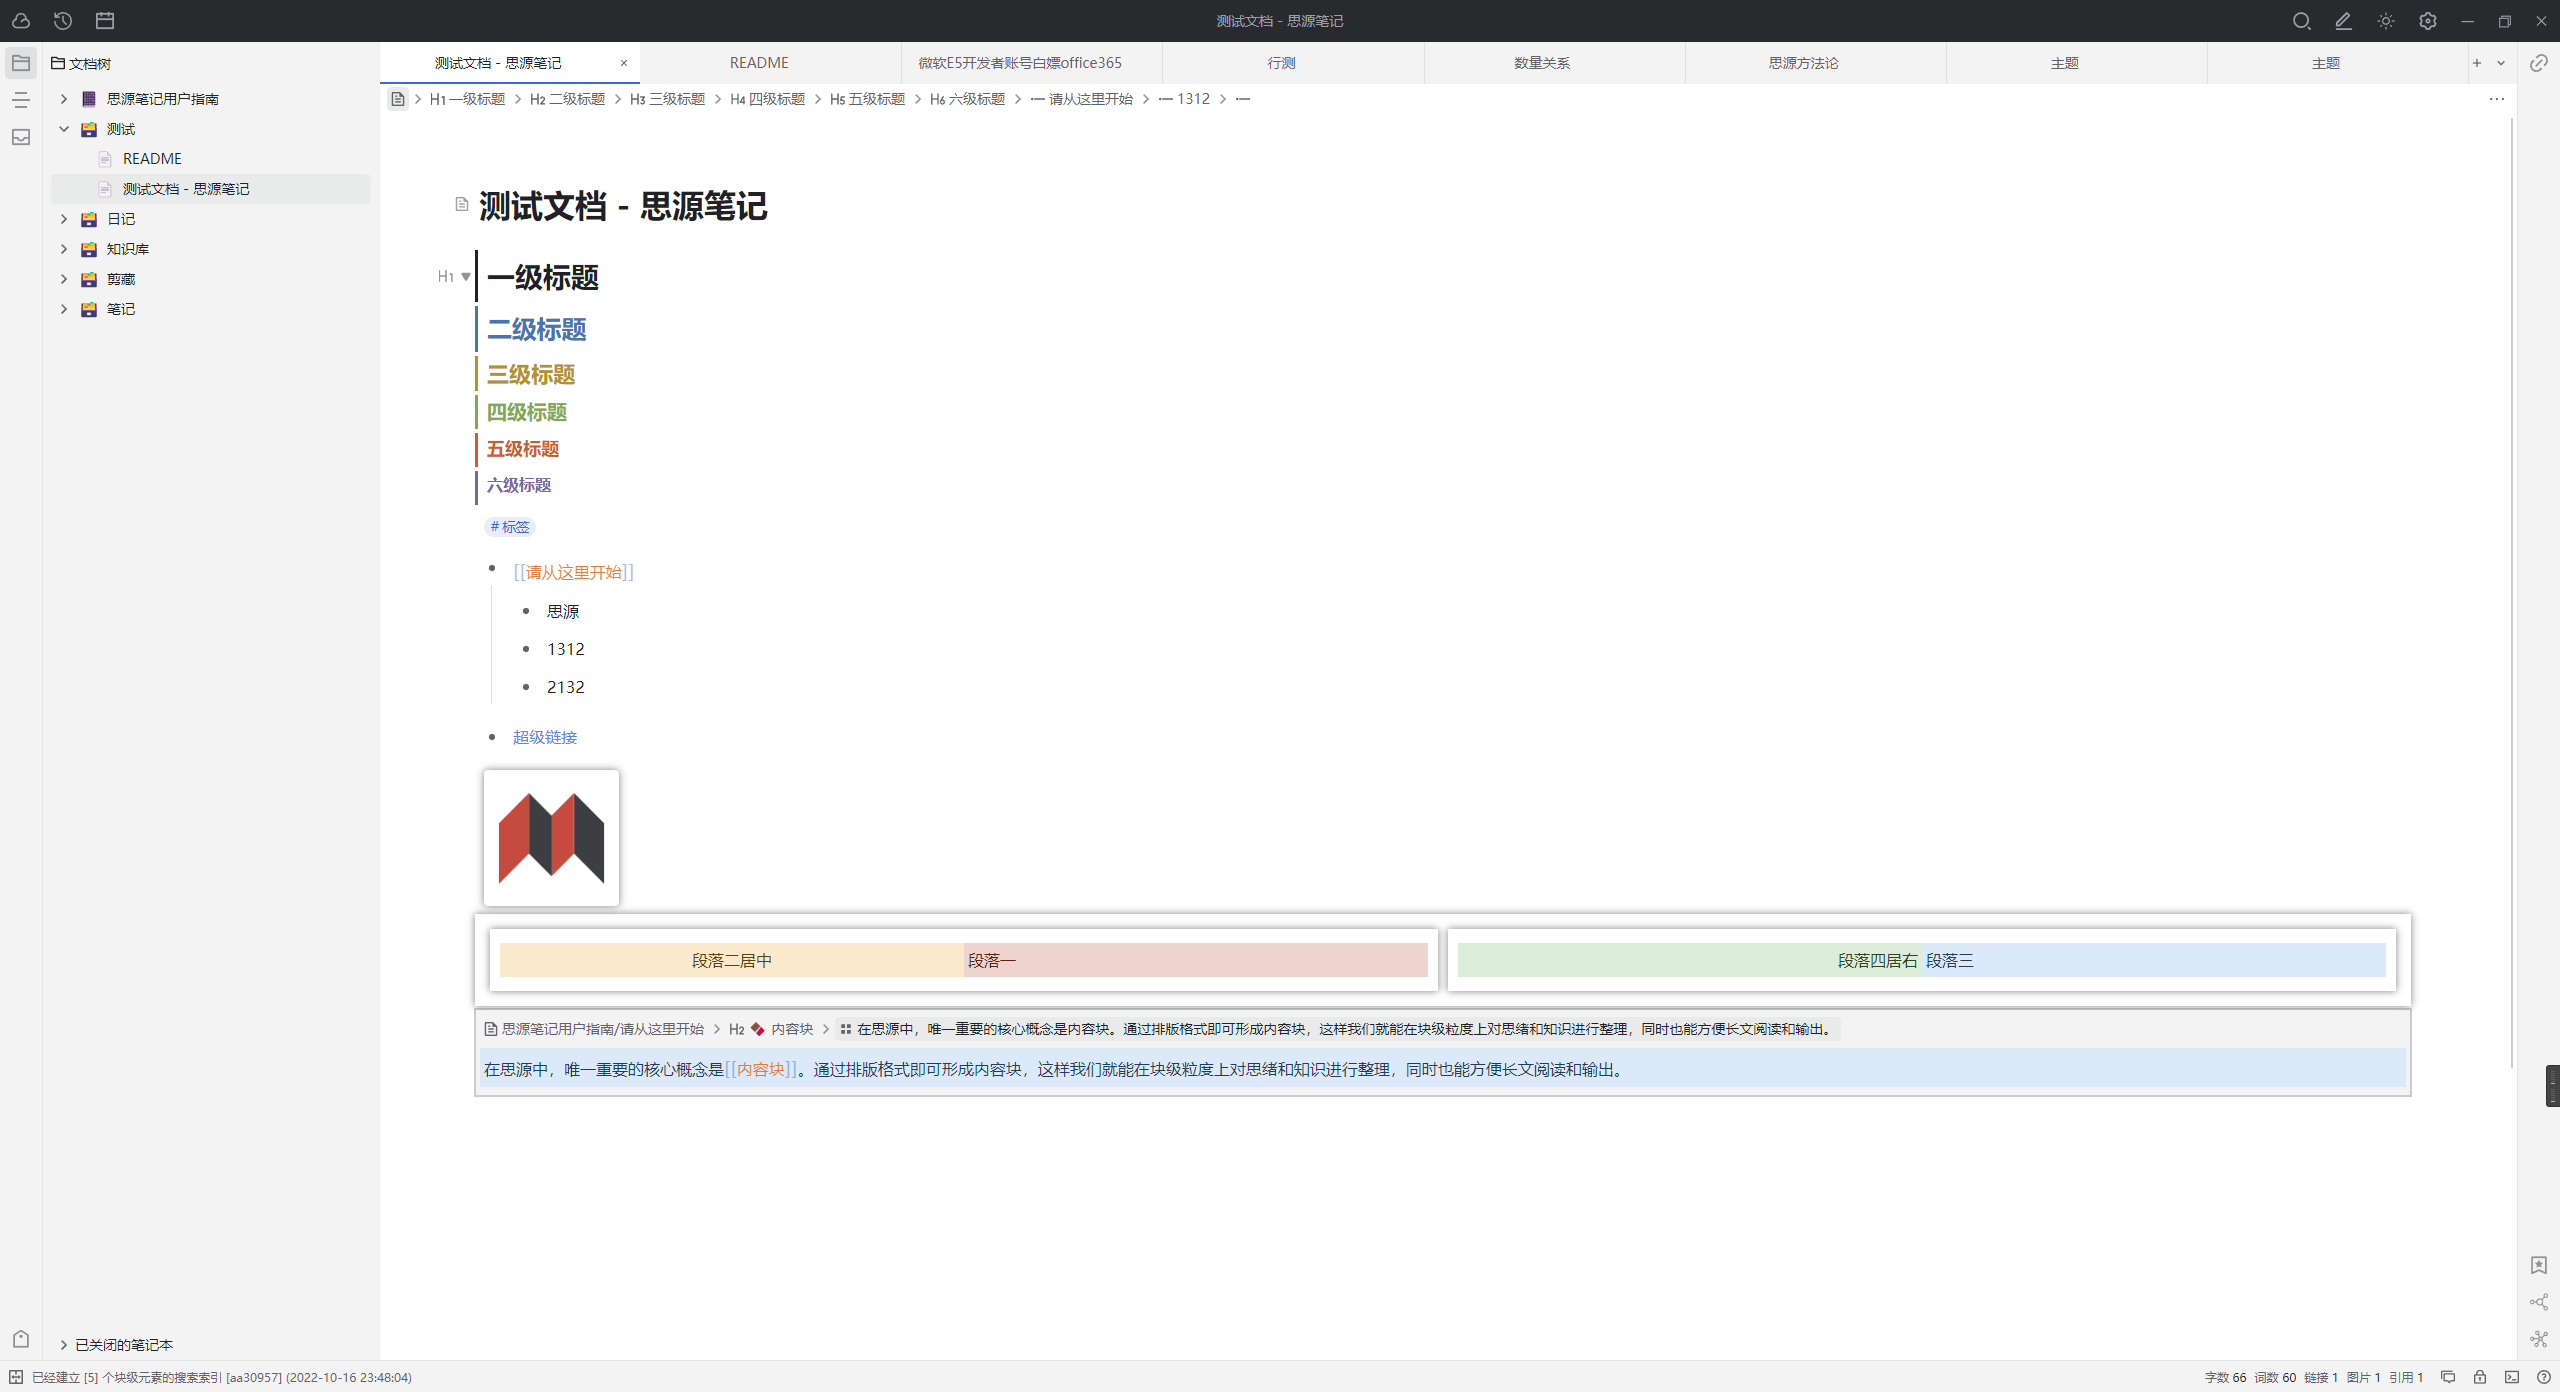 测试文档 - 思源笔记
文档树
思源笔记用户指南
测试
README
测试文档 - 思源笔记
日记
知识库
剪藏
笔记
已关闭的笔记本
测试文档 - 思源笔记 × README 微软E5开发者账号白嫖office365 行测 数量关系 思源方法论 主题 主题
H1 一级标题 H2 二级标题 H3 三级标题 H4 四级标题 H5 五级标题 H6 六级标题 请从这里开始 1312
测试文档 - 思源笔记
H1 一级标题
二级标题
三级标题
四级标题
五级标题
六级标题
# 标签
[[请从这里开始]]
思源
1312
2132
超级链接
段落二居中 段落一 段落四居右 段落三
思源笔记用户指南/请从这里开始 H2 内容块 在思源中，唯一重要的核心概念是内容块。通过排版格式即可形成内容块，这样我们就能在块级粒度上对思绪和知识进行整理，同时也能方便长文阅读和输出。
在思源中，唯一重要的核心概念是[[内容块]]。通过排版格式即可形成内容块，这样我们就能在块级粒度上对思绪和知识进行整理，同时也能方便长文阅读和输出。
已经建立 [5] 个块级元素的搜索索引 [aa30957] (2022-10-16 23:48:04) 字数 66 词数 60 链接 1 图片 1 引用 1